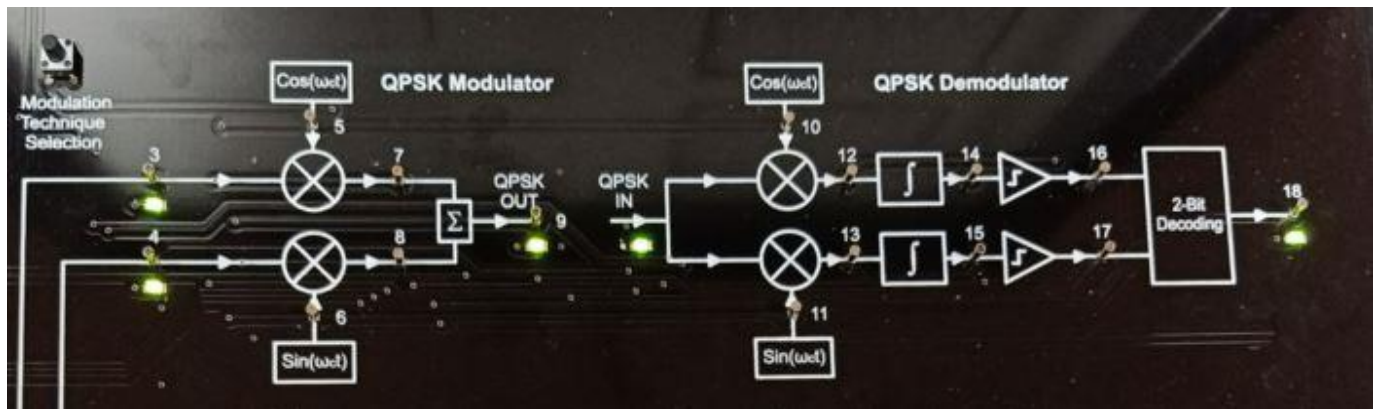 Modulation
Technique
Selection
Cos(ωct)
QPSK Modulator
5
3
7
QPSK
OUT
Σ
9
4
8
6
Sin(ωct)
Cos(ωct)
QPSK Demodulator
10
QPSK
IN
12
∫
14
16
2-Bit
Decoding
18
13
∫
15
17
11
Sin(ωct)